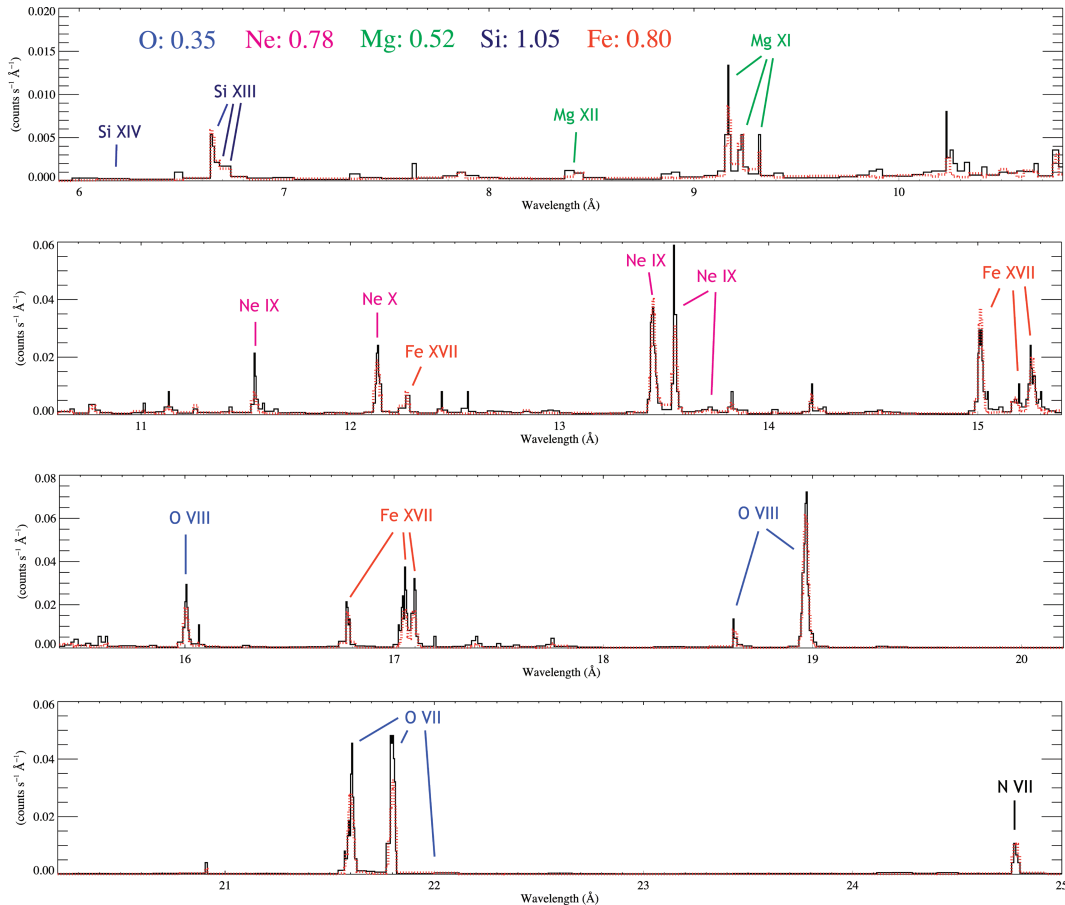 O: 0.35 Ne: 0.78 Mg: 0.52 Si: 1.05 Fe: 0.80
(counts s⁻¹ Å⁻¹)
0.020
0.015
0.010
0.005
0.000
Si XIV
Si XIII
Mg XII
Mg XI
6 7 8 9 10
Wavelength (Å)
(counts s⁻¹ Å⁻¹)
0.06
0.04
0.02
0.00
Ne IX
Ne X
Fe XVII
Ne IX
Ne IX
Fe XVII
11 12 13 14 15
Wavelength (Å)
(counts s⁻¹ Å⁻¹)
0.08
0.06
0.04
0.02
0.00
O VIII
Fe XVII
O VIII
16 17 18 19 20
Wavelength (Å)
(counts s⁻¹ Å⁻¹)
0.06
0.04
0.02
0.00
O VII
N VII
21 22 23 24 25
Wavelength (Å)